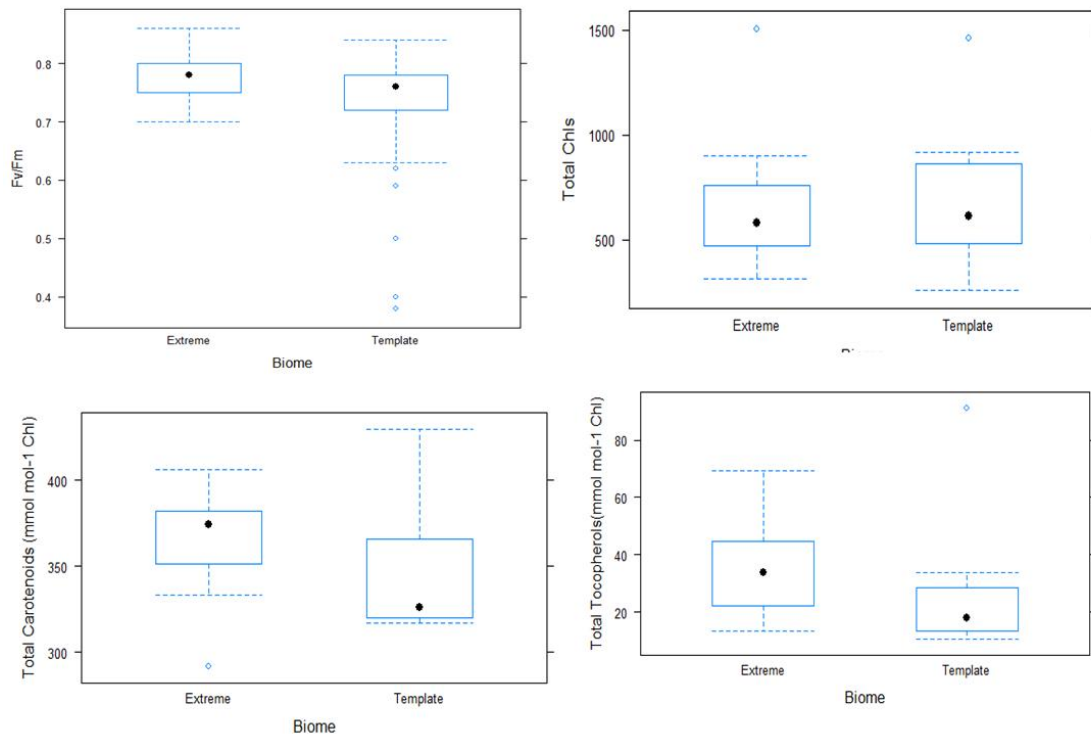 Fv/Fm
0.8
0.7
0.6
0.5
0.4
Extreme
Template
Biome
Total Chls
1500
1000
500
Extreme
Template
Total Carotenoids (mmol mol-1 Chl)
400
350
300
Extreme
Template
Biome
Total Tocopherols(mmol mol-1 Chl)
80
60
40
20
Extreme
Template
Biome